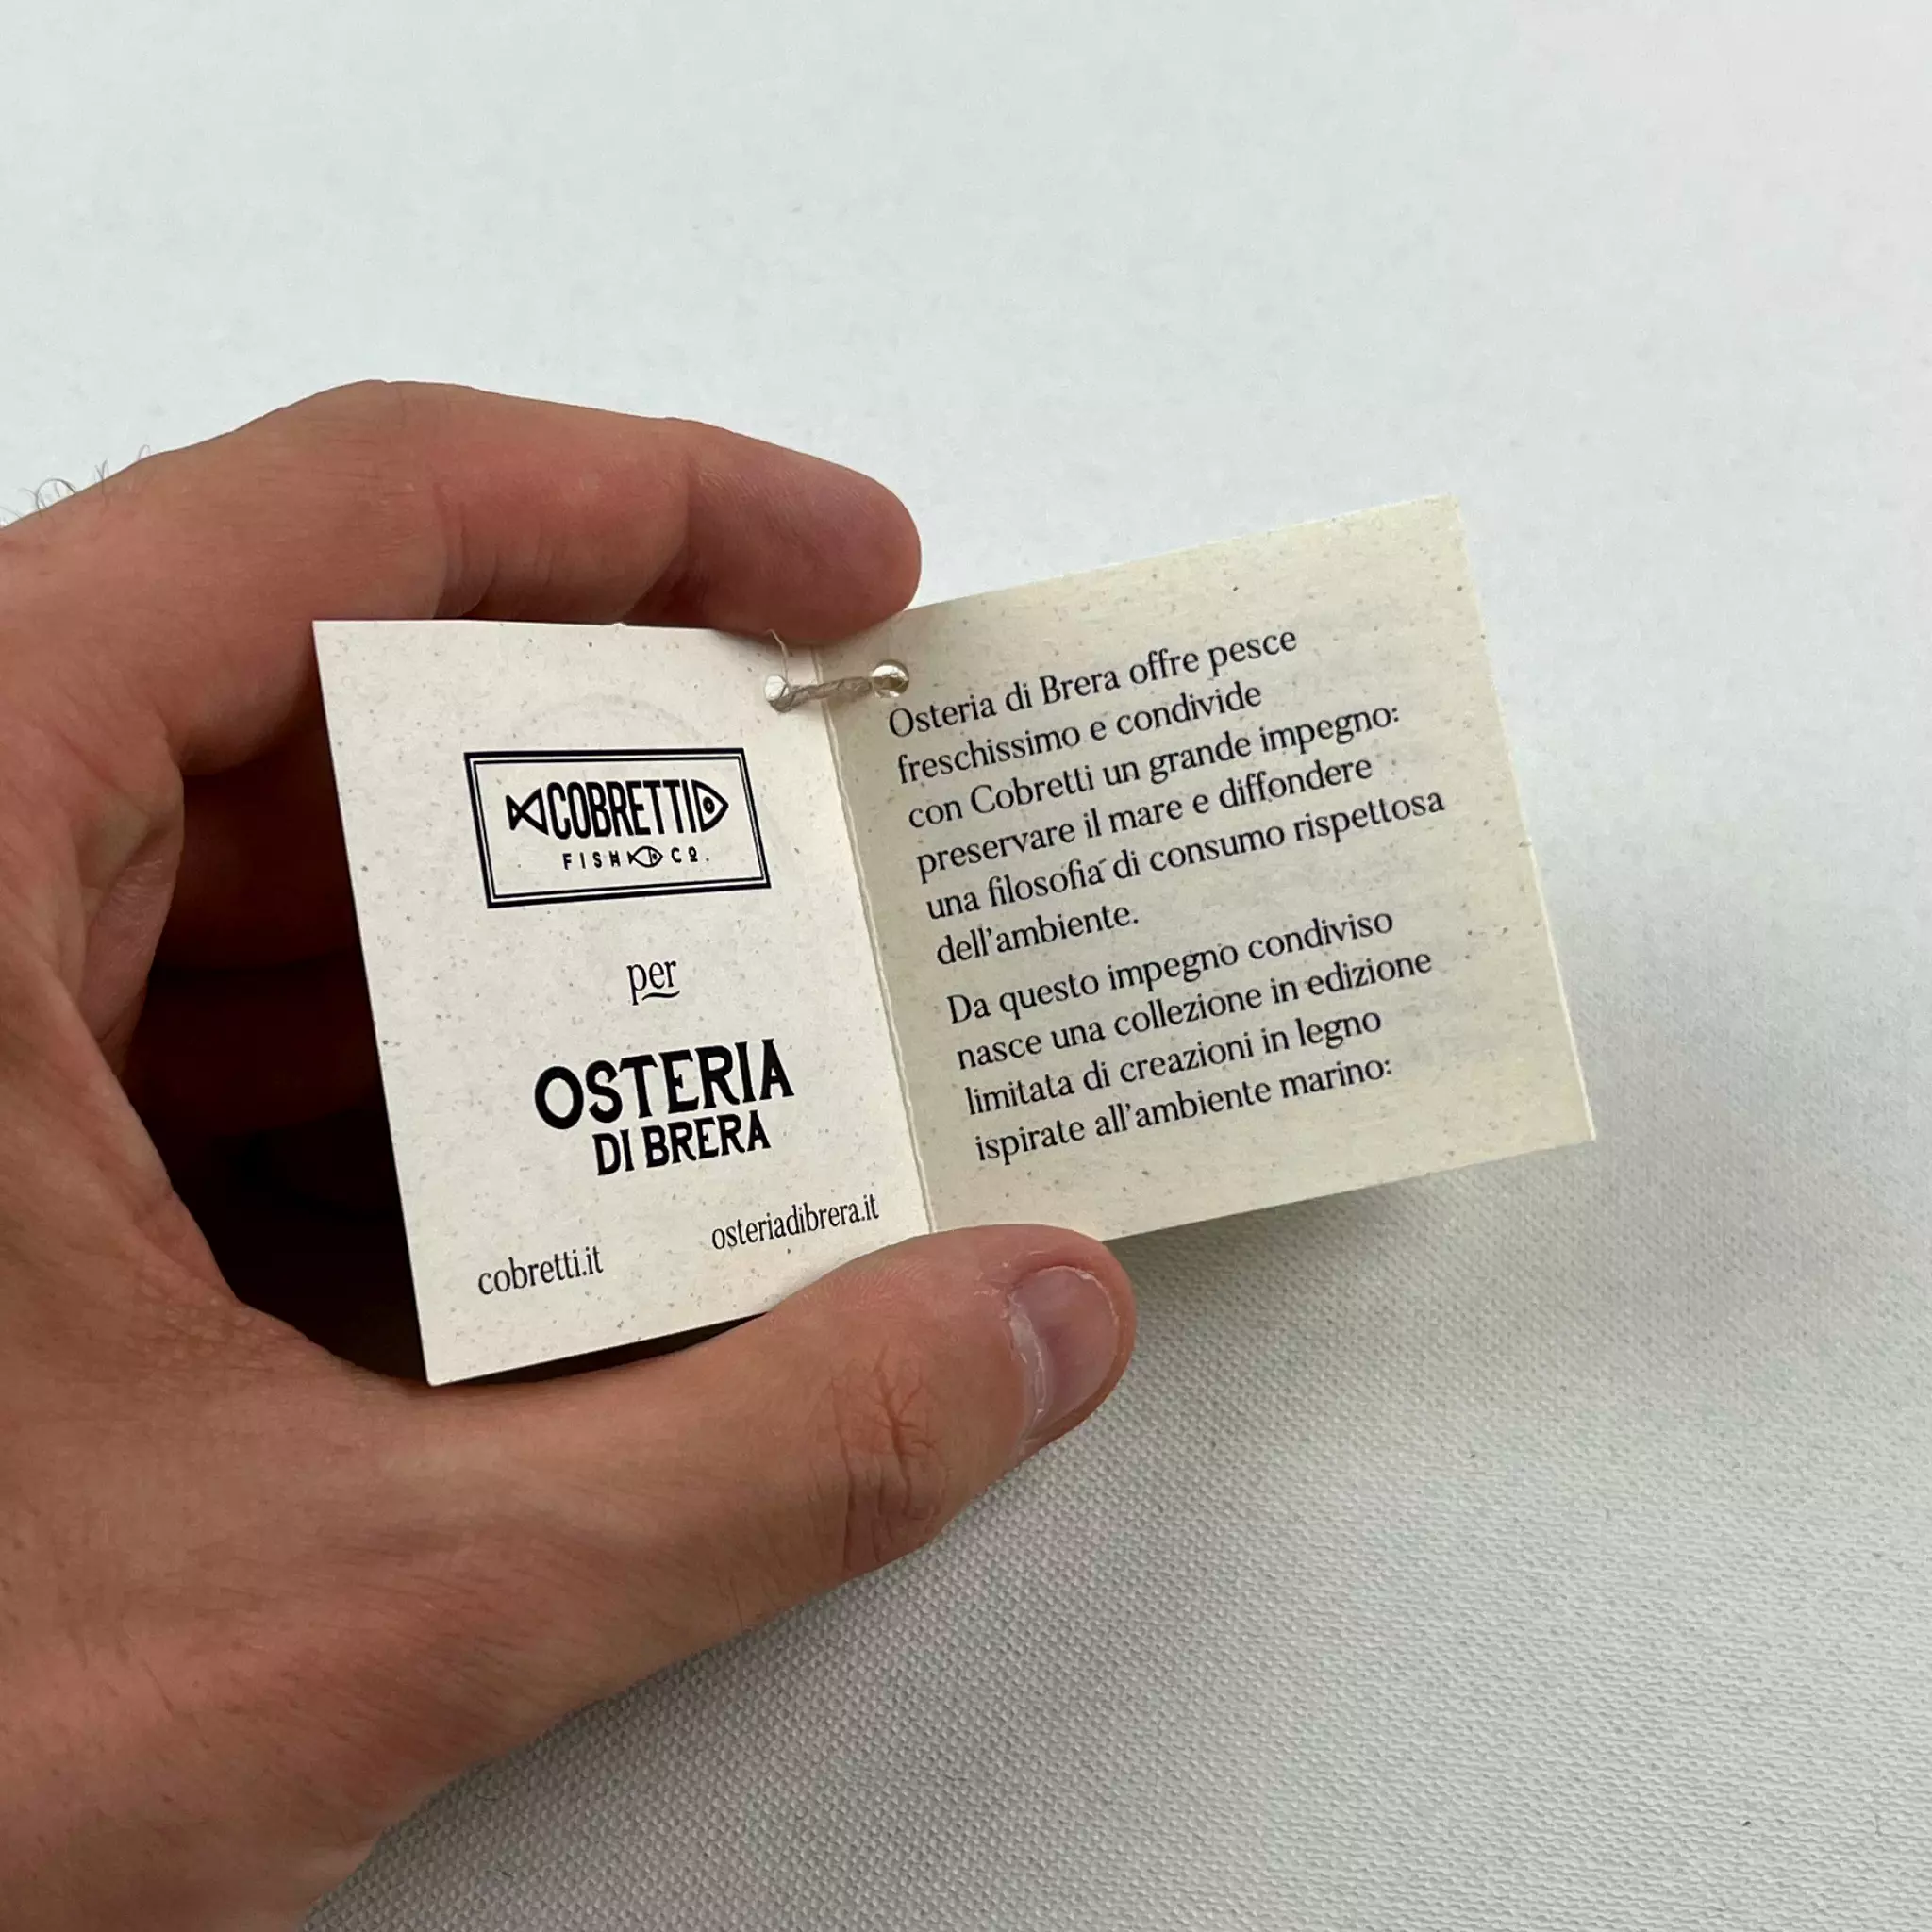 COBRETTI
FISH CO.
per
OSTERIA
DI BRERA
cobretti.it
osteriadibrera.it
Osteria di Brera offre pesce
freschissimo e condivide
con Cobretti un grande impegno:
preservare il mare e diffondere
una filosofia di consumo rispettosa
dell’ambiente.
Da questo impegno condiviso
nasce una collezione in edizione
limitata di creazioni in legno
ispirate all’ambiente marino: